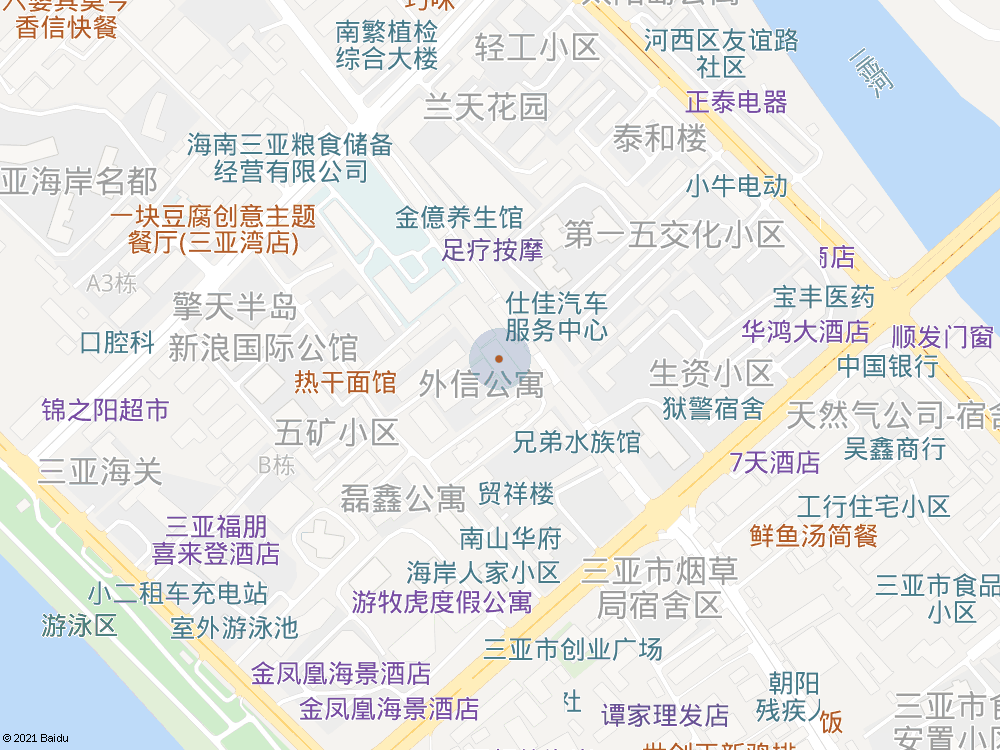 香信快餐
南繁植检
综合大楼
轻工小区
河西区友谊路
社区
三亚河
兰天花园
正泰电器
泰和楼
海南三亚粮食储备
经营有限公司
亚海岸名都
小牛电动
一块豆腐创意主题
餐厅(三亚湾店)
金億养生馆
足疗按摩
第一五交化小区
商店
A3栋
擎天半岛
仕佳汽车
服务中心
宝丰医药
口腔科
新浪国际公馆
华鸿大酒店
顺发门窗
中国银行
热干面馆
外信公寓
生资小区
锦之阳超市
狱警宿舍
天然气公司-宿舍
五矿小区
兄弟水族馆
吴鑫商行
三亚海关
B栋
7天酒店
磊鑫公寓
贸祥楼
工行住宅小区
三亚福朋
喜来登酒店
南山华府
鲜鱼汤简餐
海岸人家小区
三亚市烟草
局宿舍区
小二租车充电站
游牧虎度假公寓
三亚市食品
小区
游泳区
室外游泳池
三亚市创业广场
金凤凰海景酒店
朝阳
残疾人
金凤凰海景酒店
社
谭家理发店
饭
三亚市食
安置小区
© 2021 Baidu